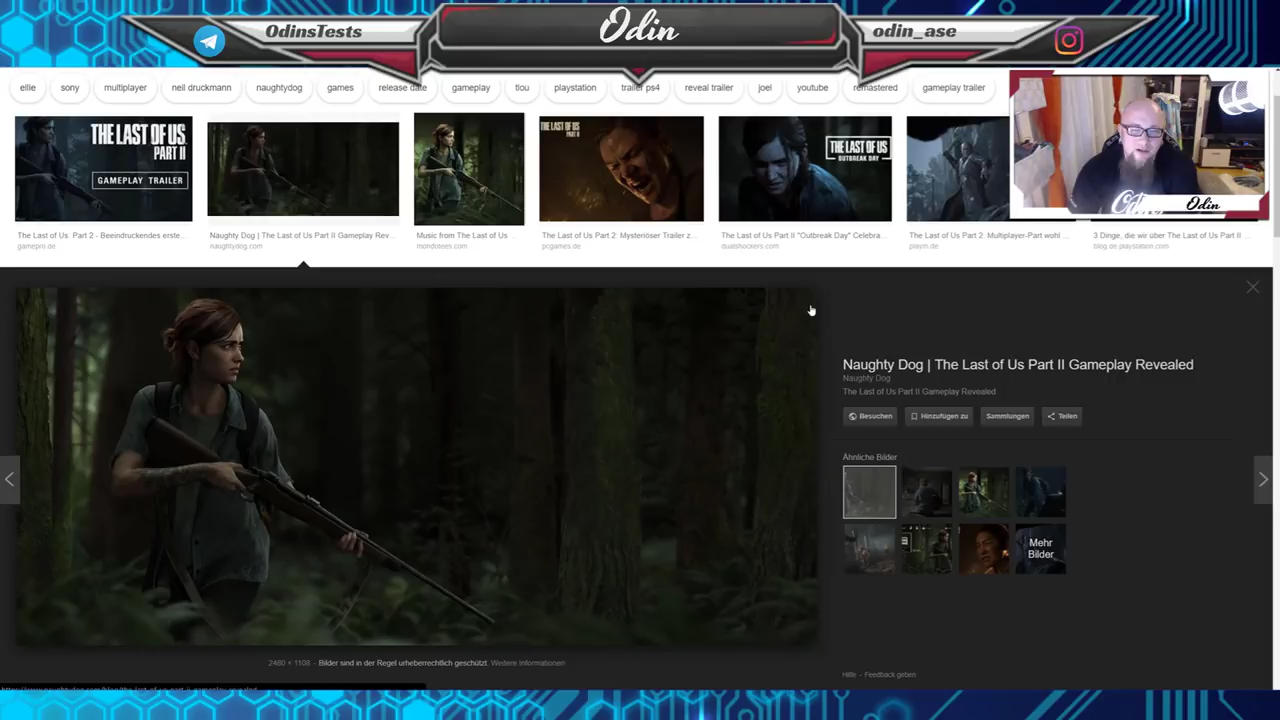 OdinsTests
Odin
odin_ase
ellie
sony
multiplayer
neil druckmann
naughtydog
games
release date
gameplay
tlou
playstation
trailer ps4
reveal trailer
joel
youtube
remastered
gameplay trailer
THE LAST OF US
PART II
GAMEPLAY TRAILER
THE LAST OF US
PART II
THE LAST OF US
OUTBREAK DAY
Odin
The Last of Us Part 2 - Beeindruckendes erste...
gamepro.de
Naughty Dog | The Last of Us Part II Gameplay Rev...
naughtydog.com
Music from The Last of Us ...
mondotees.com
The Last of Us Part 2: Mysteriöser Trailer z...
pcgames.de
The Last of Us Part II "Outbreak Day" Celebra...
dualshockers.com
The Last of Us Part 2: Multiplayer-Part wohl ...
playm.de
3 Dinge, die wir über The Last of Us Part II ...
blog.de.playstation.com
Naughty Dog | The Last of Us Part II Gameplay Revealed
Naughty Dog
The Last of Us Part II Gameplay Revealed
Besuchen
Hinzufügen zu
Sammlungen
Teilen
Ähnliche Bilder
Mehr
Bilder
2480 × 1108 - Bilder sind in der Regel urheberrechtlich geschützt. Weitere Informationen
Hilfe - Feedback geben